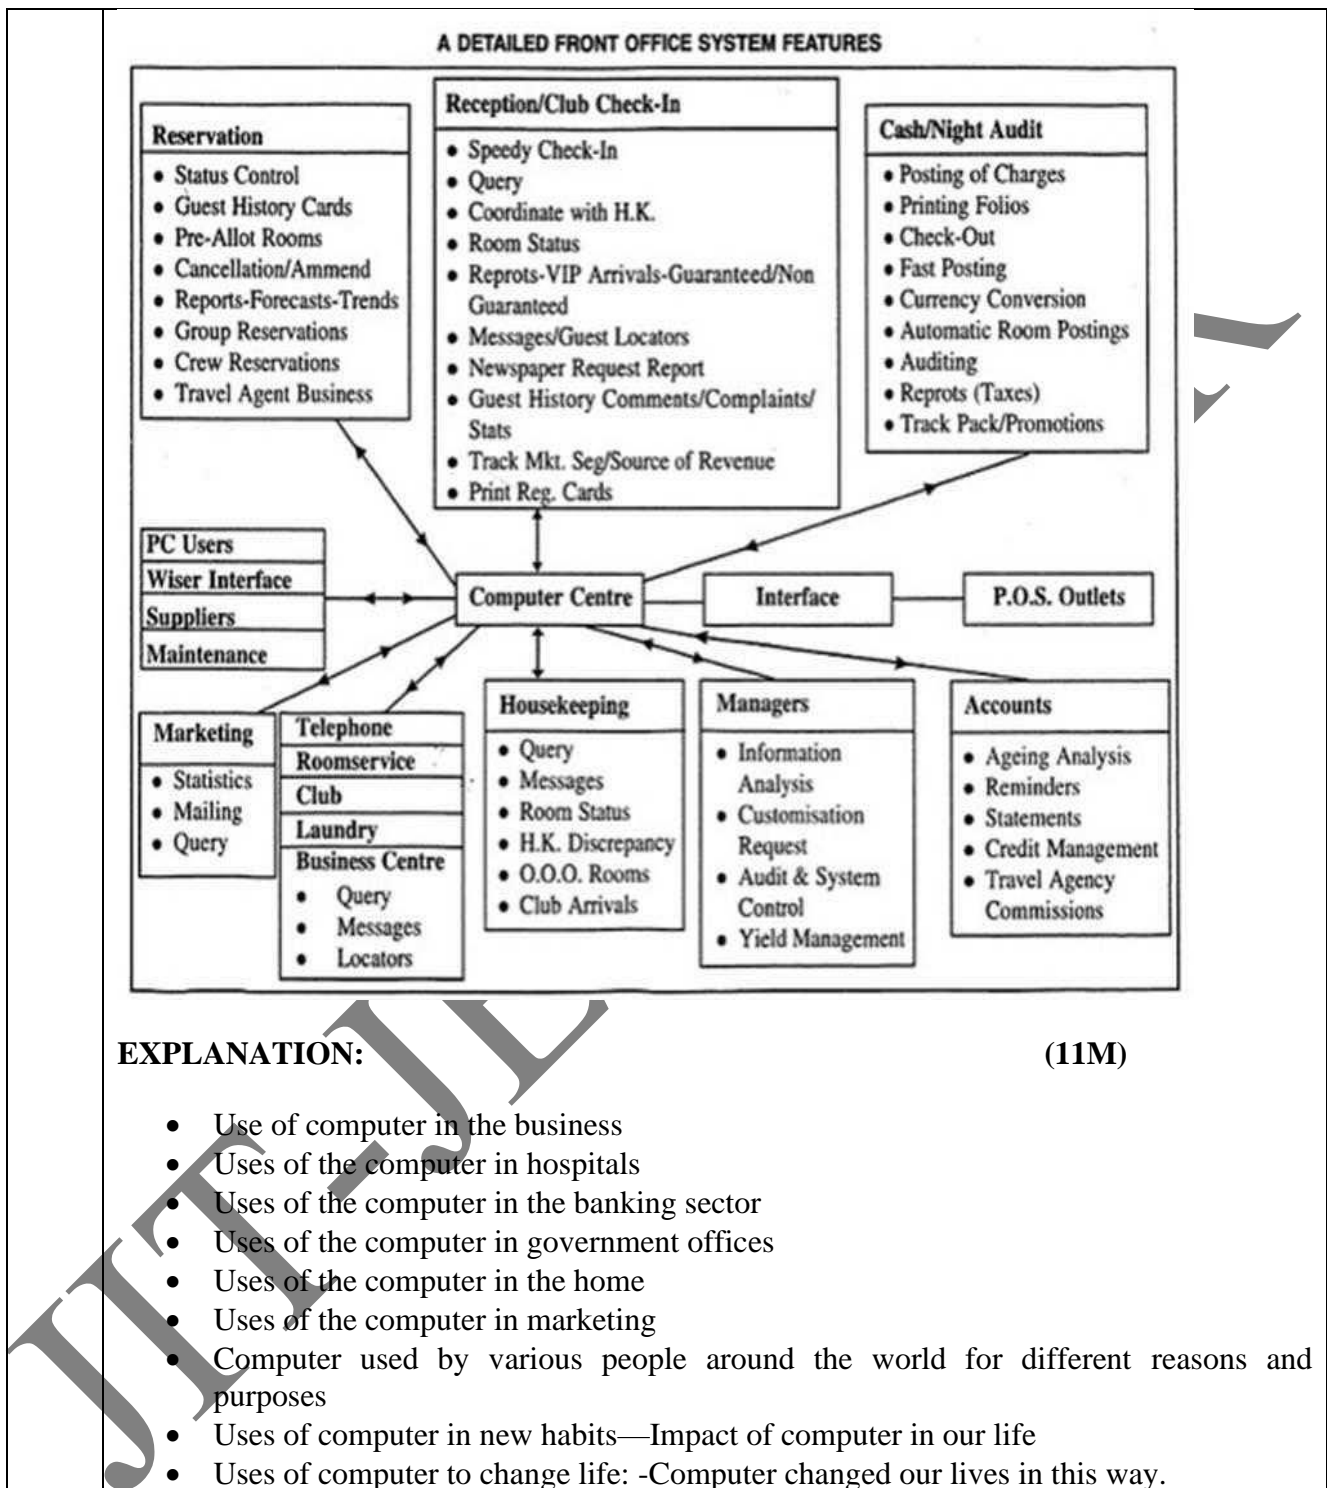 A DETAILED FRONT OFFICE SYSTEM FEATURES
Reservation
• Status Control
• Guest History Cards
• Pre-Allot Rooms
• Cancellation/Ammend
• Reports-Forecasts-Trends
• Group Reservations
• Crew Reservations
• Travel Agent Business
Reception/Club Check-In
• Speedy Check-In
• Query
• Coordinate with H.K.
• Room Status
• Reprots-VIP Arrivals-Guaranteed/Non
Guaranteed
• Messages/Guest Locators
• Newspaper Request Report
• Guest History Comments/Complaints/
Stats
• Track Mkt. Seg/Source of Revenue
• Print Reg. Cards
Cash/Night Audit
• Posting of Charges
• Printing Folios
• Check-Out
• Fast Posting
• Currency Conversion
• Automatic Room Postings
• Auditing
• Reprots (Taxes)
• Track Pack/Promotions
PC Users
Wiser Interface
Suppliers
Maintenance
Computer Centre
Interface
P.O.S. Outlets
Marketing
• Statistics
• Mailing
• Query
Telephone
Roomservice
Club
Laundry
Business Centre
• Query
• Messages
• Locators
Housekeeping
• Query
• Messages
• Room Status
• H.K. Discrepancy
• O.O.O. Rooms
• Club Arrivals
Managers
• Information
Analysis
• Customisation
Request
• Audit & System
Control
• Yield Management
Accounts
• Ageing Analysis
• Reminders
• Statements
• Credit Management
• Travel Agency
Commissions
EXPLANATION: (11M)
• Use of computer in the business
• Uses of the computer in hospitals
• Uses of the computer in the banking sector
• Uses of the computer in government offices
• Uses of the computer in the home
• Uses of the computer in marketing
• Computer used by various people around the world for different reasons and
purposes
• Uses of computer in new habits—Impact of computer in our life
• Uses of computer to change life: -Computer changed our lives in this way.